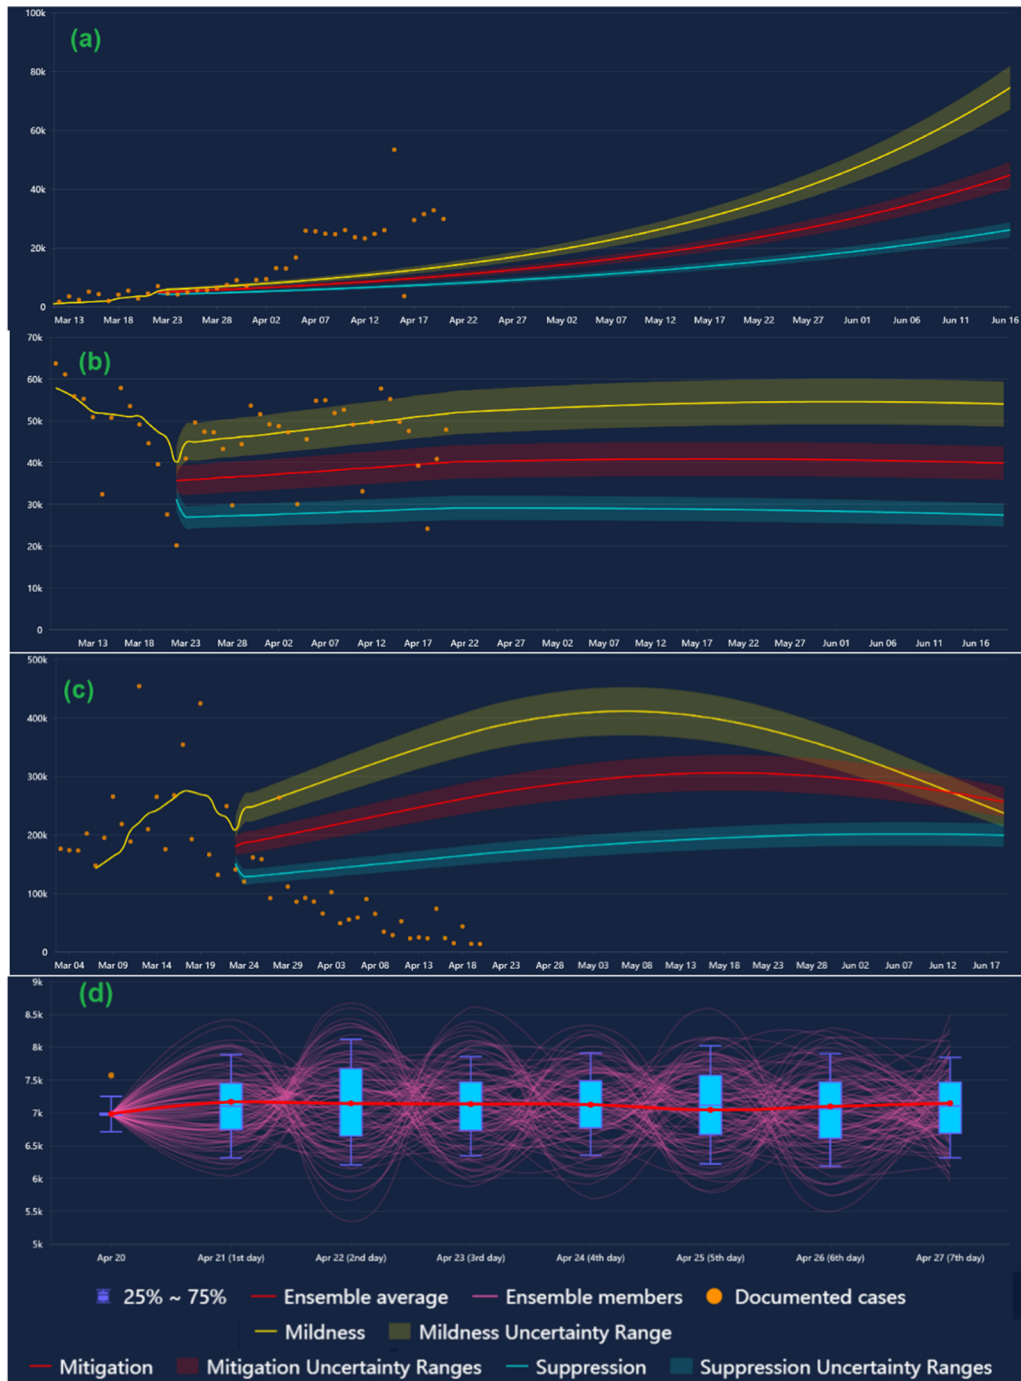 100k
(a)
80k
60k
40k
20k
0
Mar 13 Mar 18 Mar 23 Mar 28 Apr 02 Apr 07 Apr 12 Apr 17 Apr 22 Apr 27 May 02 May 07 May 12 May 17 May 22 May 27 Jun 01 Jun 06 Jun 11 Jun 16
70k
(b)
60k
50k
40k
30k
20k
10k
0
Mar 13 Mar 18 Mar 23 Mar 28 Apr 02 Apr 07 Apr 12 Apr 17 Apr 22 Apr 27 May 02 May 07 May 12 May 17 May 22 May 27 Jun 01 Jun 06 Jun 11 Jun 16
500k
(c)
400k
300k
200k
100k
0
Mar 04 Mar 09 Mar 14 Mar 19 Mar 24 Mar 29 Apr 03 Apr 08 Apr 13 Apr 18 Apr 23 Apr 28 May 03 May 08 May 13 May 18 May 23 May 28 Jun 02 Jun 07 Jun 12 Jun 17
9k
(d)
8.5k
8k
7.5k
7k
6.5k
6k
5.5k
5k
Apr 20 Apr 21 (1st day) Apr 22 (2nd day) Apr 23 (3rd day) Apr 24 (4th day) Apr 25 (5th day) Apr 26 (6th day) Apr 27 (7th day)
25% ~ 75% Ensemble average Ensemble members Documented cases
Mildness Mildness Uncertainty Range
Mitigation Mitigation Uncertainty Ranges Suppression Suppression Uncertainty Ranges